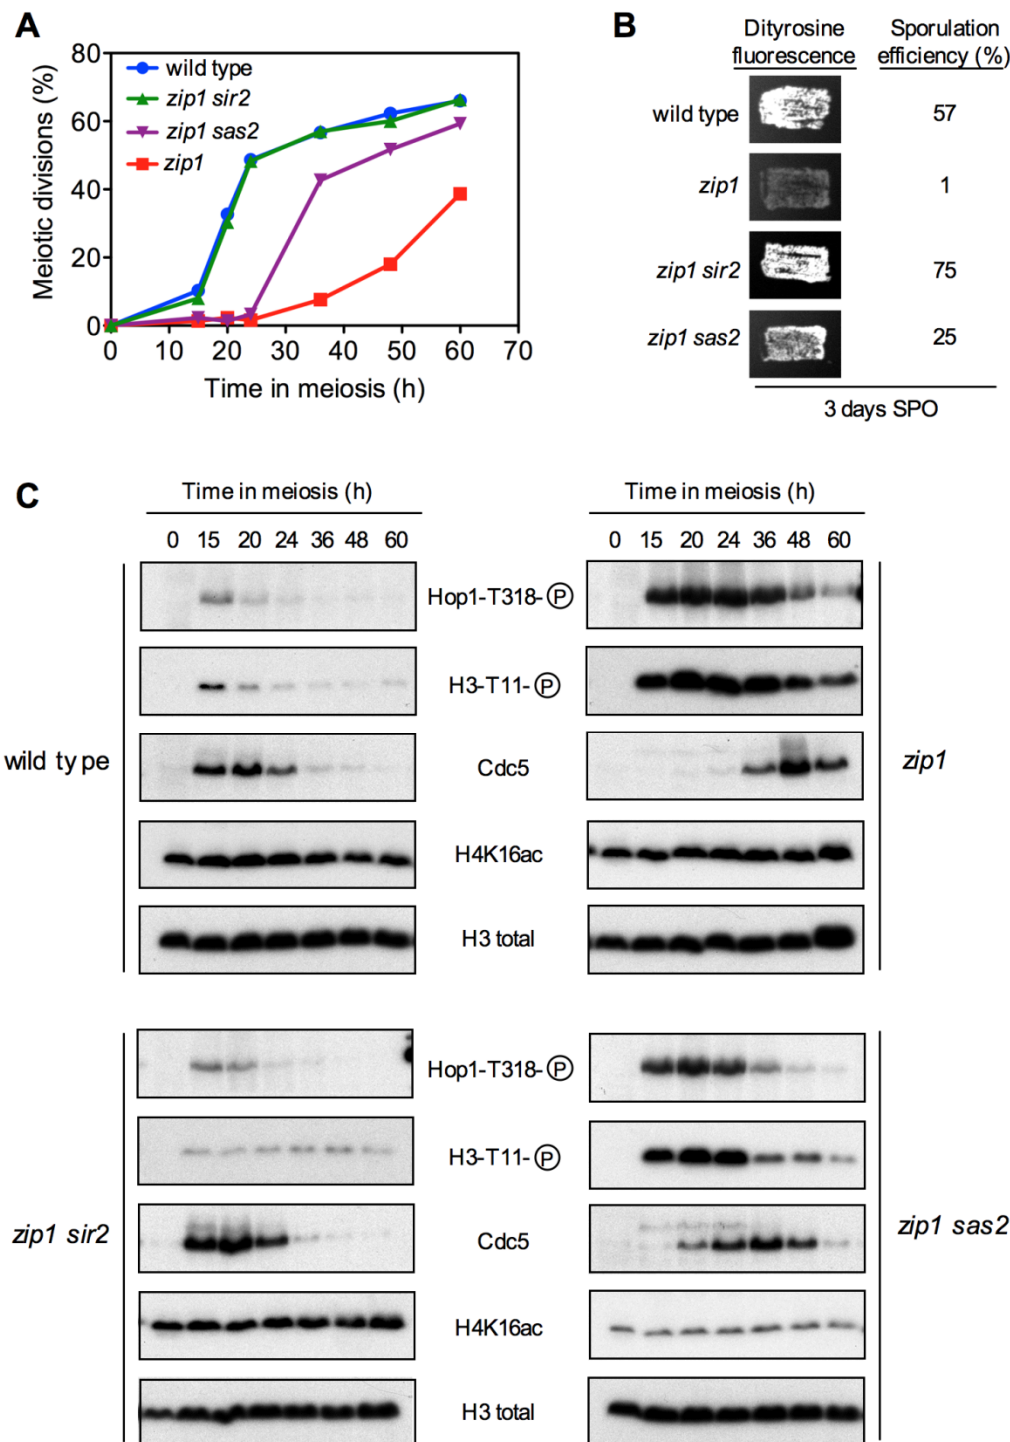 A
Meiotic divisions (%)
80
60
40
20
0
wild type
zip1 sir2
zip1 sas2
zip1
0 10 20 30 40 50 60 70
Time in meiosis (h)
B
Dityrosine fluorescence
Sporulation efficiency (%)
wild type 57
zip1 1
zip1 sir2 75
zip1 sas2 25
3 days SPO
C
Time in meiosis (h)
0 15 20 24 36 48 60
Time in meiosis (h)
0 15 20 24 36 48 60
wild type
Hop1-T318-P
H3-T11-P
Cdc5
H4K16ac
H3 total
zip1
zip1 sir2
Hop1-T318-P
H3-T11-P
Cdc5
H4K16ac
H3 total
zip1 sas2